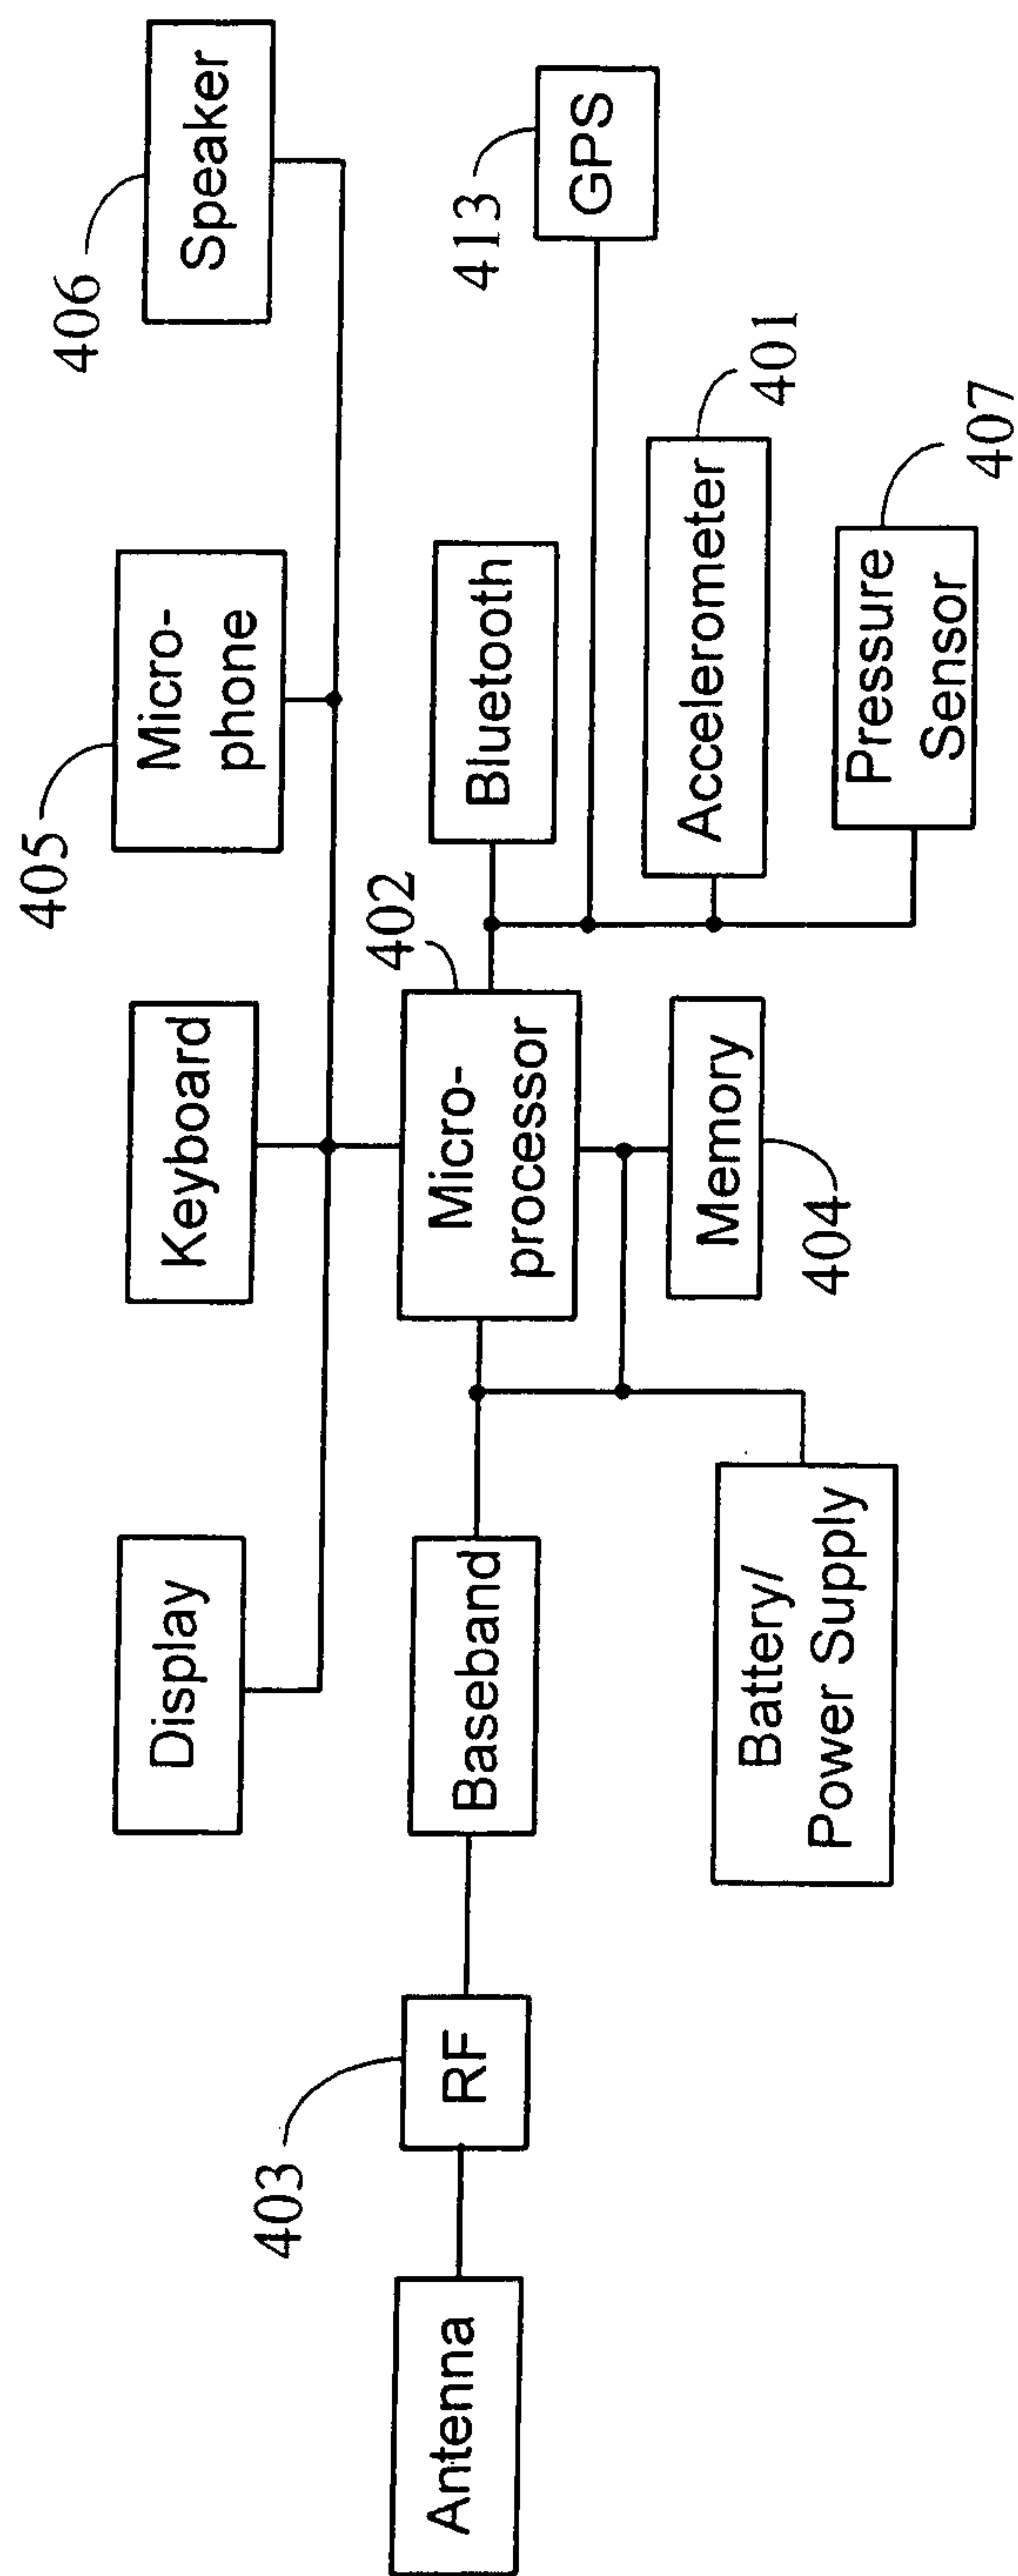 Display
Keyboard
405
Micro-
phone
406
Speaker
Antenna
403
RF
Baseband
402
Micro-
processor
Bluetooth
413
GPS
Battery/
Power Supply
Memory
404
Accelerometer
401
Pressure
Sensor
407